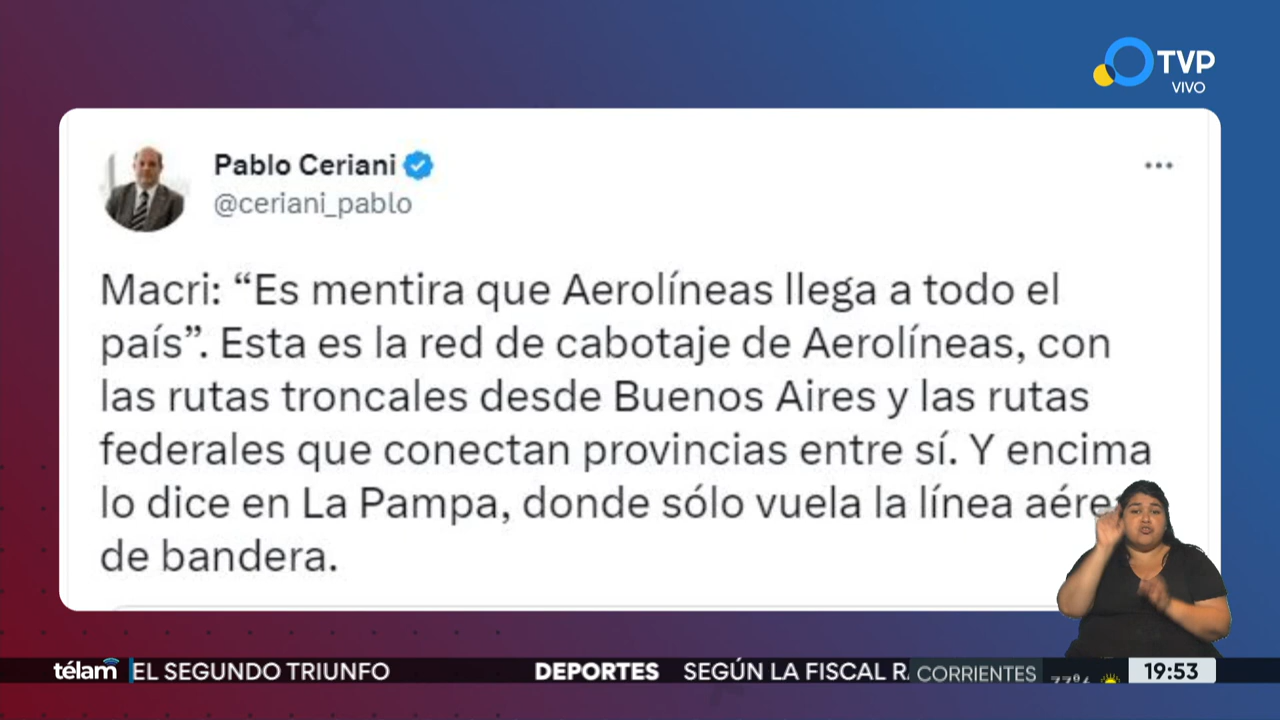 TVP
VIVO
Pablo Ceriani
@ceriani_pablo
Macri: “Es mentira que Aerolíneas llega a todo el
país”. Esta es la red de cabotaje de Aerolíneas, con
las rutas troncales desde Buenos Aires y las rutas
federales que conectan provincias entre sí. Y encima
lo dice en La Pampa, donde sólo vuela la línea
de bandera.
télam EL SEGUNDO TRIUNFO DEPORTES SEGÚN LA FISCAL CORRIENTES 19:53